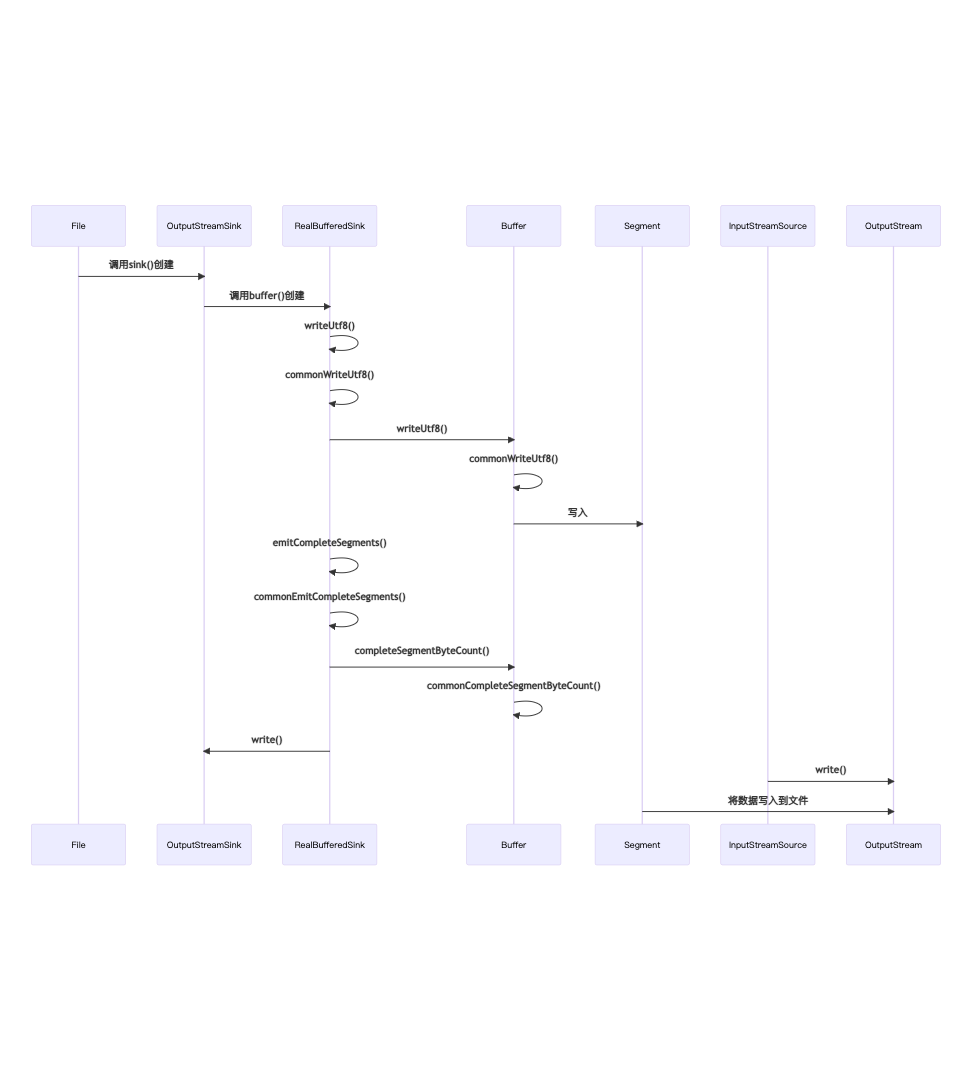 File
OutputStreamSink
RealBufferedSink
Buffer
Segment
InputStreamSource
OutputStream
调用sink()创建
调用buffer()创建
writeUtf8()
commonWriteUtf8()
writeUtf8()
commonWriteUtf8()
写入
emitCompleteSegments()
commonEmitCompleteSegments()
completeSegmentByteCount()
commonCompleteSegmentByteCount()
write()
write()
将数据写入到文件
File
OutputStreamSink
RealBufferedSink
Buffer
Segment
InputStreamSource
OutputStream